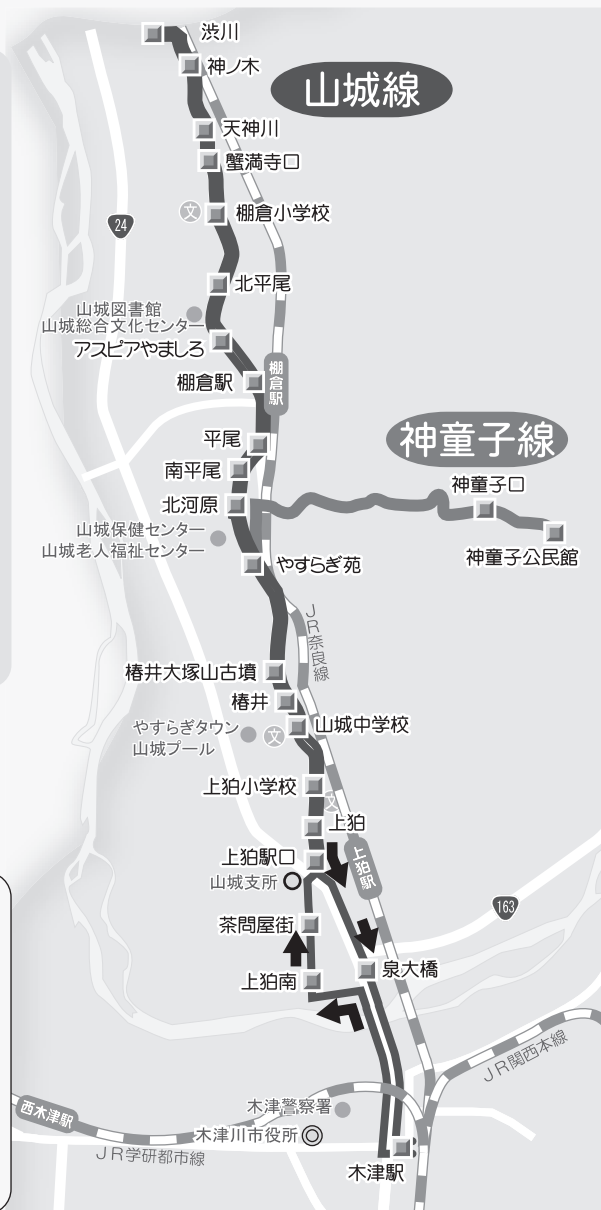 渋川
神ノ木
山城線
天神川
蟹満寺口
文
棚倉小学校
24
北平尾
山城図書館
山城総合文化センター
アスピアやましろ
棚倉駅
棚倉駅
平尾
神童子線
南平尾
神童子口
北河原
山城保健センター
山城老人福祉センター
神童子公民館
やすらぎ苑
JR奈良線
椿井大塚山古墳
椿井
山城中学校
やすらぎタウン
山城プール
文
上狛小学校
文
上狛
上狛駅口
上狛駅
山城支所
163
茶問屋街
泉大橋
上狛南
JR関西本線
西木津駅
木津警察署
木津川市役所
JR学研都市線
木津駅